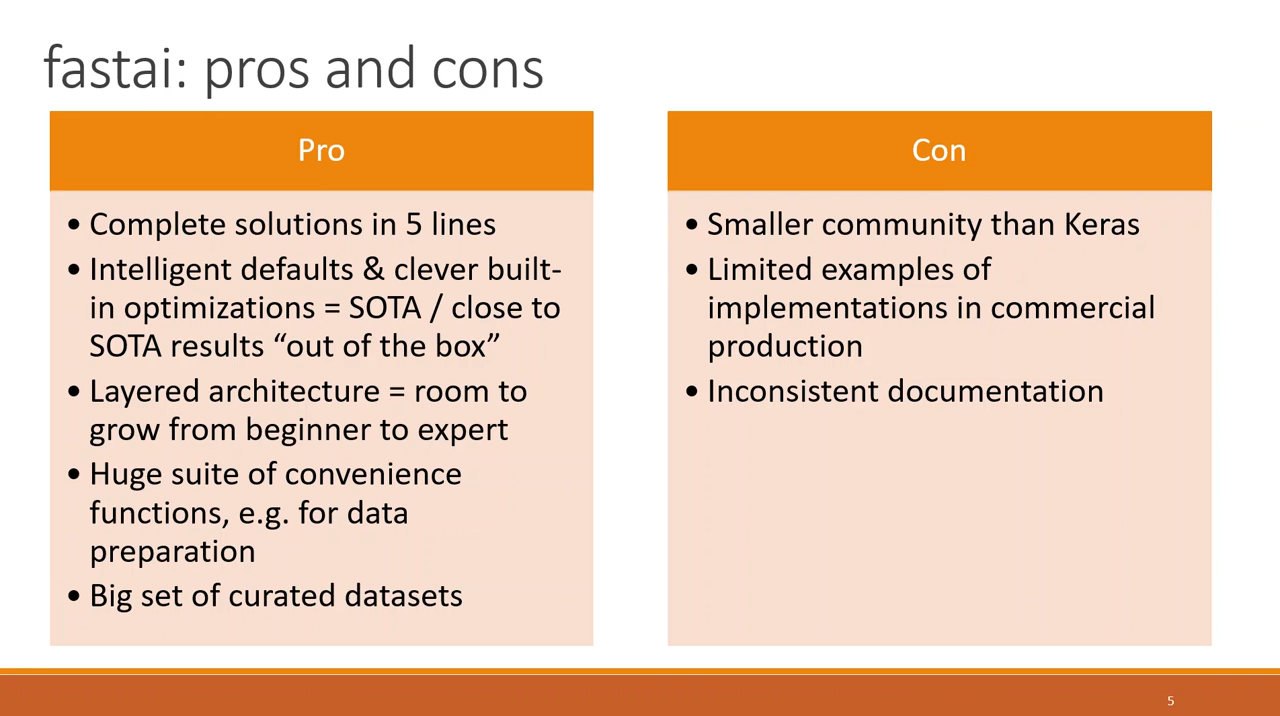 fastai: pros and cons
Pro
• Complete solutions in 5 lines
• Intelligent defaults & clever built-
in optimizations = SOTA / close to
SOTA results “out of the box”
• Layered architecture = room to
grow from beginner to expert
• Huge suite of convenience
functions, e.g. for data
preparation
• Big set of curated datasets
Con
• Smaller community than Keras
• Limited examples of
implementations in commercial
production
• Inconsistent documentation
5